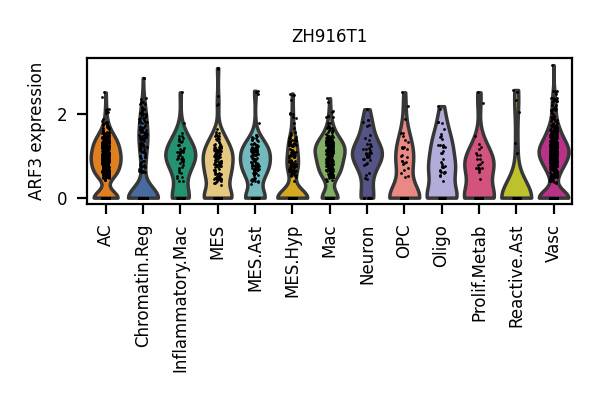 ZH916T1
ARF3 expression
2
0
AC
Chromatin.Reg
Inflammatory.Mac
MES
MES.Ast
MES.Hyp
Mac
Neuron
OPC
Oligo
Prolif.Metab
Reactive.Ast
Vasc